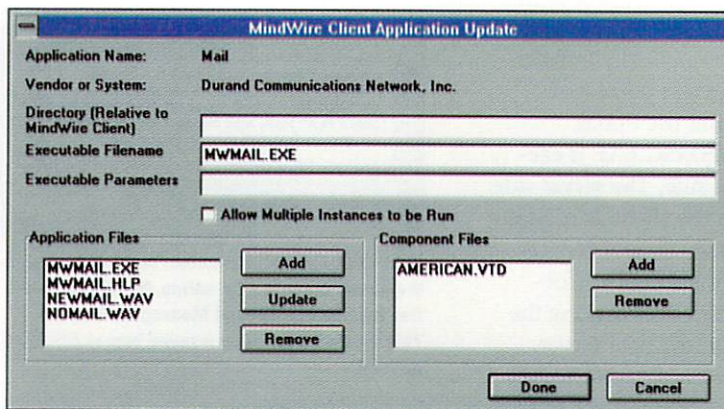 MindWire Client Application Update
Application Name: Mail
Vendor or System: Durand Communications Network, Inc.
Directory (Relative to
MindWire Client)
Executable Filename MWMAIL.EXE
Executable Parameters
Allow Multiple Instances to be Run
Application Files
MWMAIL.EXE
MWMAIL.HLP
NEWMAIL.WAV
NOMAIL.WAV
Add
Update
Remove
Component Files
AMERICAN.VTD
Add
Remove
Done Cancel